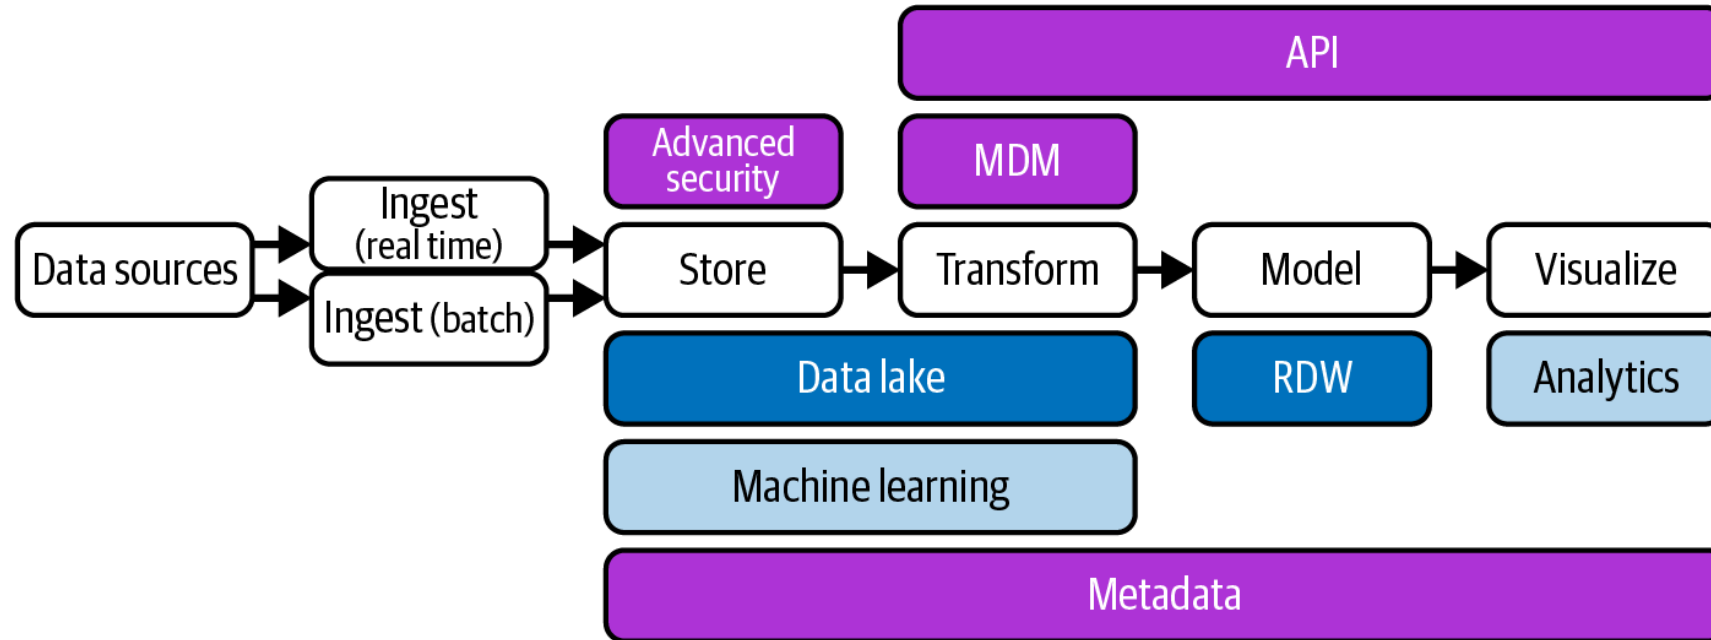 API
Advanced
security
MDM
Ingest
(real time)
Data sources
Ingest (batch)
Store
Transform
Model
Visualize
Data lake
RDW
Analytics
Machine learning
Metadata